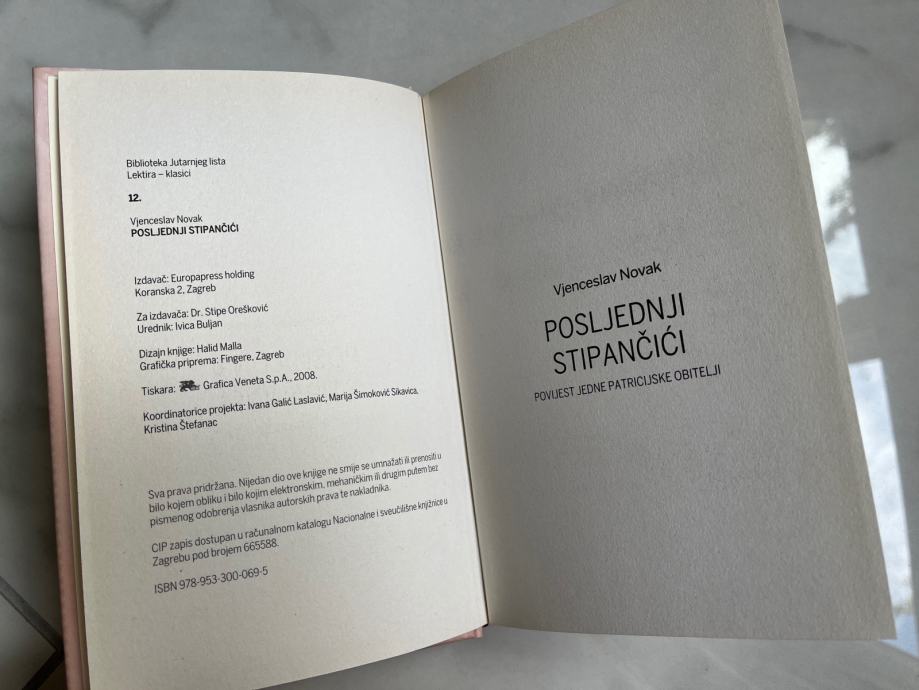 Biblioteka Jutarnjeg lista
Lektira – klasici
12.
Vjenceslav Novak
POSLJEDNJI STIPANČIĆI
Izdavač: Europapress holding
Koranska 2, Zagreb
Za izdavača: Dr. Stipe Orešković
Urednik: Ivica Buljan
Dizajn knjige: Halid Malla
Grafička priprema: Fingere, Zagreb
Tiskara: Grafica Veneta S.p.A., 2008.
Koordinatorice projekta: Ivana Galić Laslavić, Marija Šimoković Sikavica,
Kristina Štefanac
Sva prava pridržana. Nijedan dio ove knjige ne smije se umnažati ili prenositi u
bilo kojem obliku i bilo kojim elektronskim, mehaničkim ili drugim putem bez
pismenog odobrenja vlasnika autorskih prava te nakladnika.
CIP zapis dostupan u računalnom katalogu Nacionalne i sveučilišne knjižnice u
Zagrebu pod brojem 665588.
ISBN 978-953-300-069-5
Vjenceslav Novak
POSLJEDNJI
STIPANČIĆI
POVIJEST JEDNE PATRICIJSKE OBITELJI